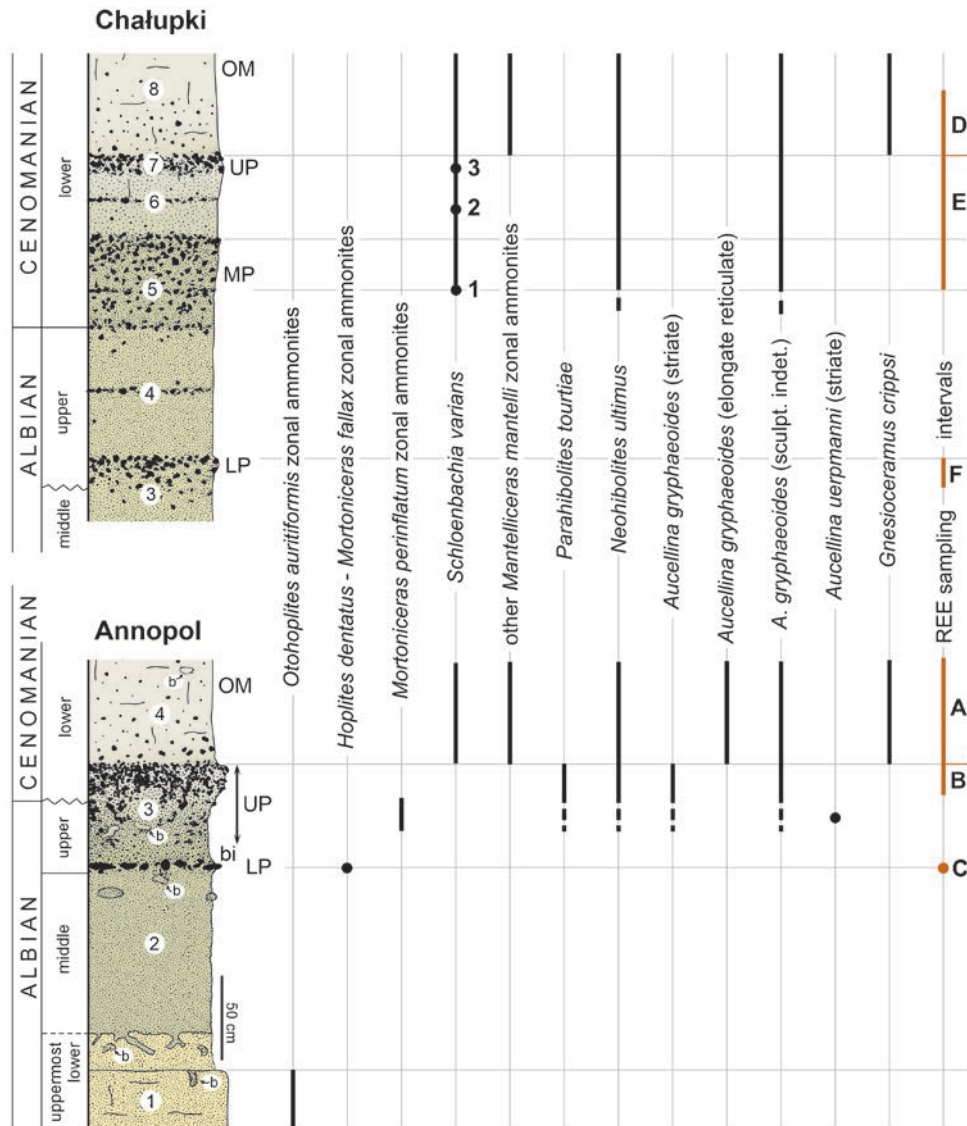 Chałupki
CENOMANIAN
lower
ALBIAN
upper
middle
8
7
6
5
4
3
OM
UP
MP
LP
3
2
1
D
E
F
REE sampling intervals
Otohoplites auritiformis zonal ammonites
Hoplites dentatus - Mortoniceras fallax zonal ammonites
Mortoniceras perinflatum zonal ammonites
Schloenbachia varians
other Mantelliceras mantelli zonal ammonites
Parahibolites tourtiae
Neohibolites ultimus
Aucellina gryphaeoides (striate)
Aucellina gryphaeoides (elongate reticulate)
A. gryphaeoides (sculpt. indet.)
Aucellina uerpmanni (striate)
Gnesioceramus crippsi
Annopol
CENOMANIAN
lower
ALBIAN
upper
middle
uppermost
lower
b
4
3
b
b
2
b
b
1
OM
UP
bi
LP
50 cm
A
B
C